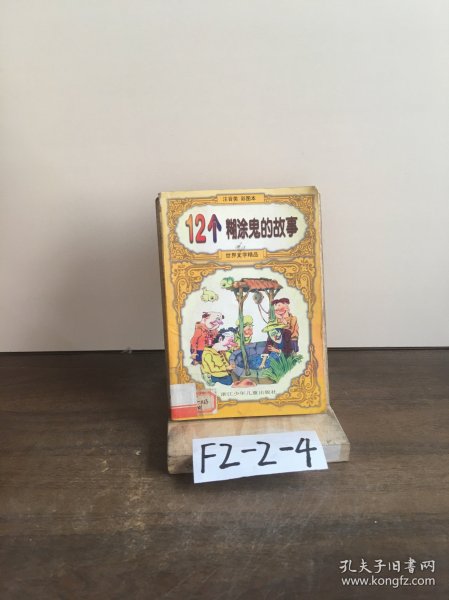 注音美 彩图本
12个 糊涂鬼的故事
世界文学精品
浙江少年儿童出版社
F2-2-4
孔夫子旧书网
www.kongfz.com